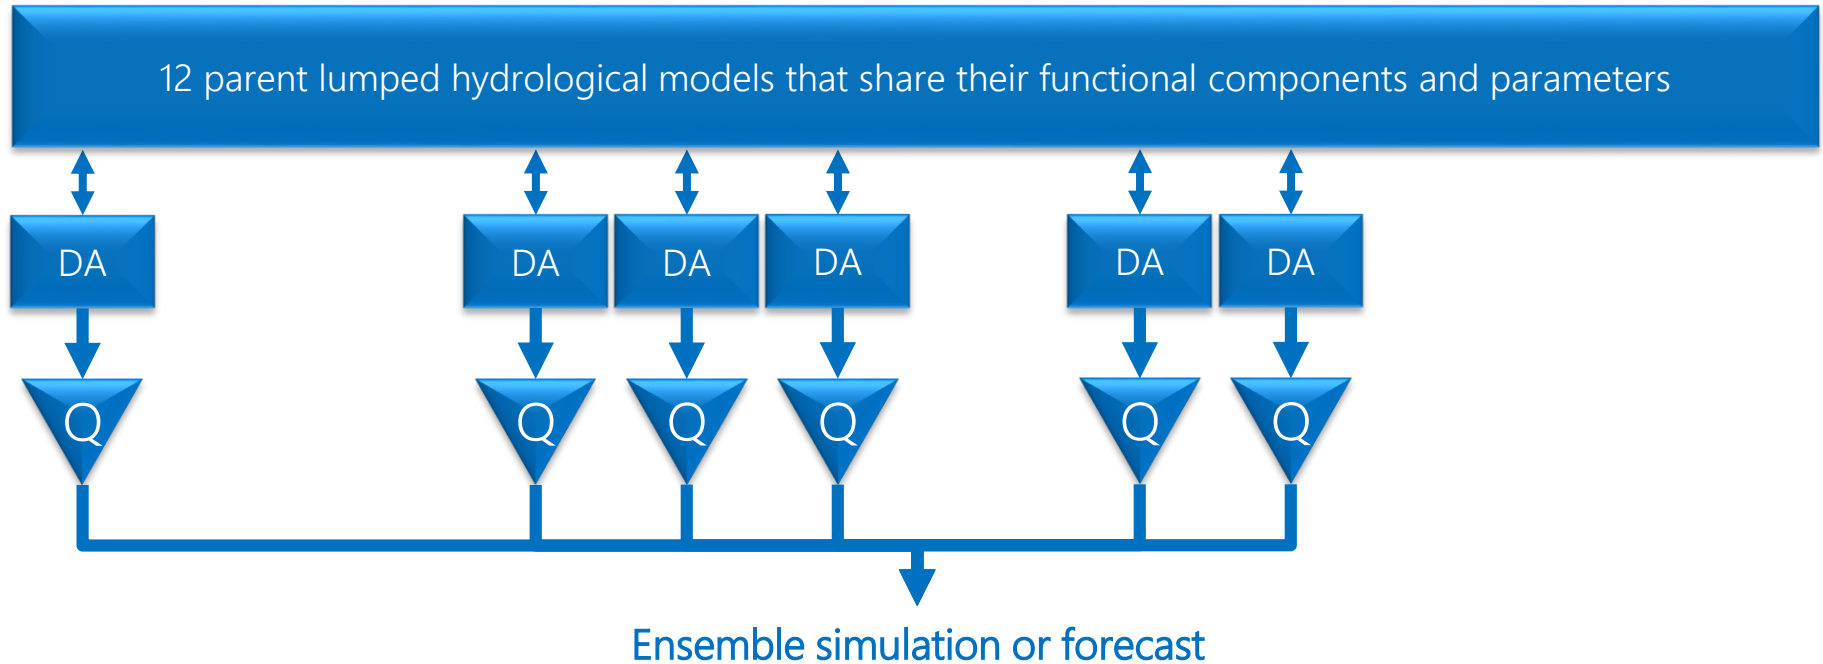 12 parent lumped hydrological models that share their functional components and parameters
DA DA DA DA DA DA
Q Q Q Q Q Q
Ensemble simulation or forecast